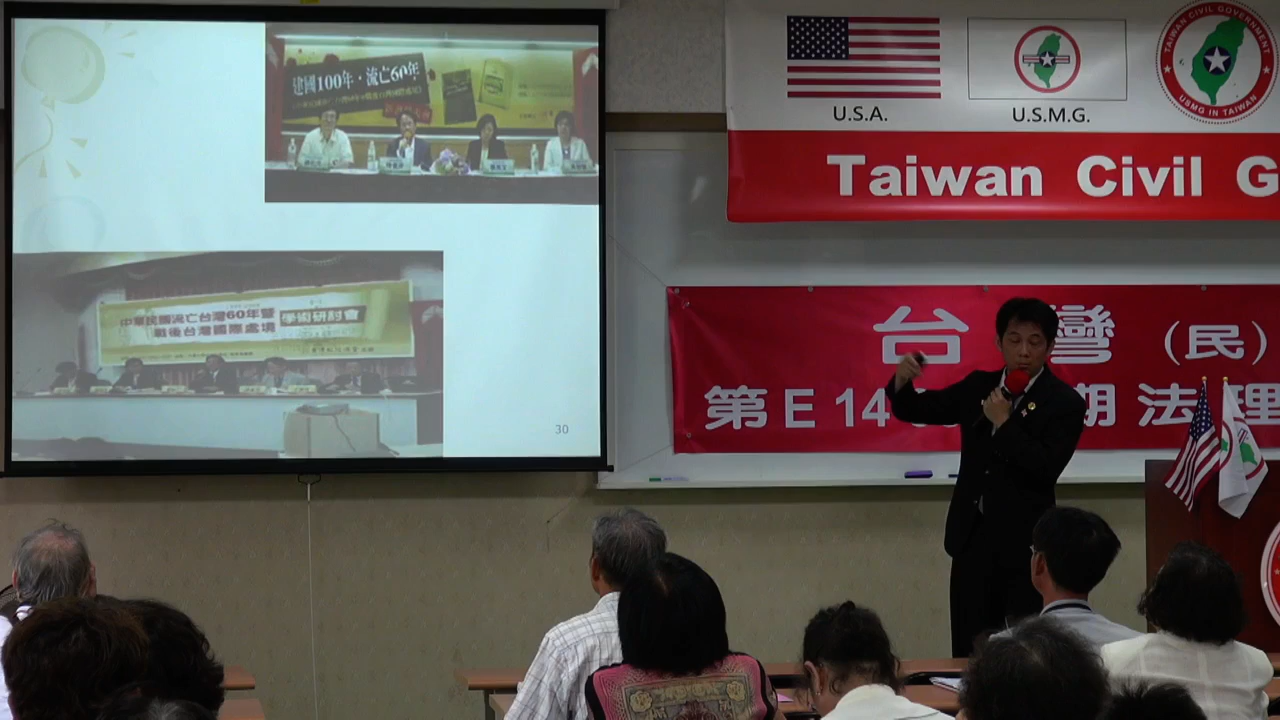 建國100年·流亡60年
中華民國流亡台灣60年暨
戰後台灣國際處境
學術研討會
30
U.S.A.
U.S.M.G.
TAIWAN CIVIL GOVERNMENT
USMG IN TAIWAN
Taiwan Civil G
台灣(民)
第E14
期法理